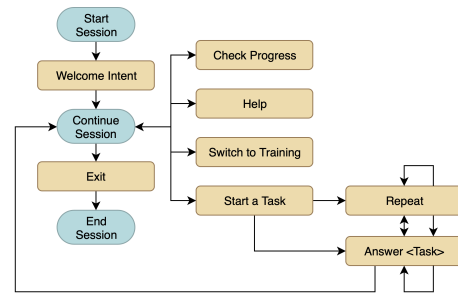 Start
Session
Welcome Intent
Continue
Session
Exit
End
Session
Check Progress
Help
Switch to Training
Start a Task
Repeat
Answer <Task>